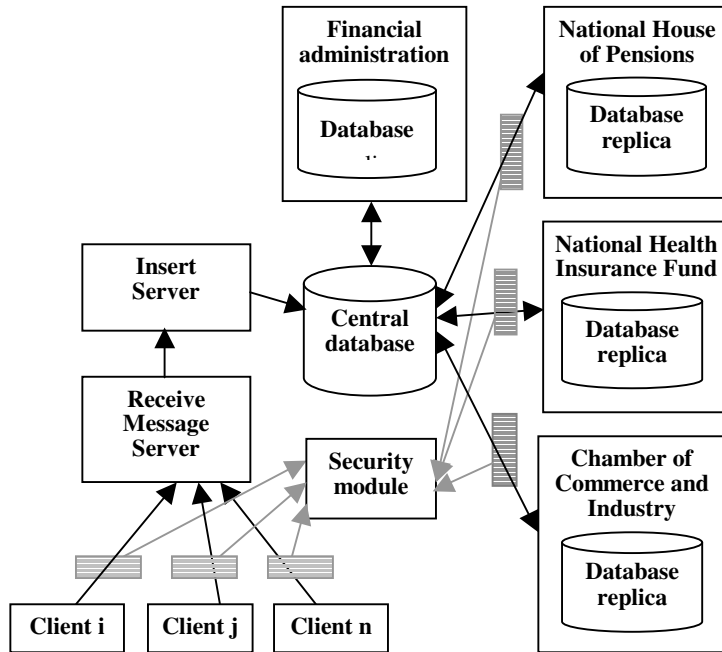 Financial
administration
Database
National House
of Pensions
Database
replica
Insert
Server
Central
database
National Health
Insurance Fund
Database
replica
Receive
Message
Server
Security
module
Chamber of
Commerce and
Industry
Database
replica
Client i
Client j
Client n